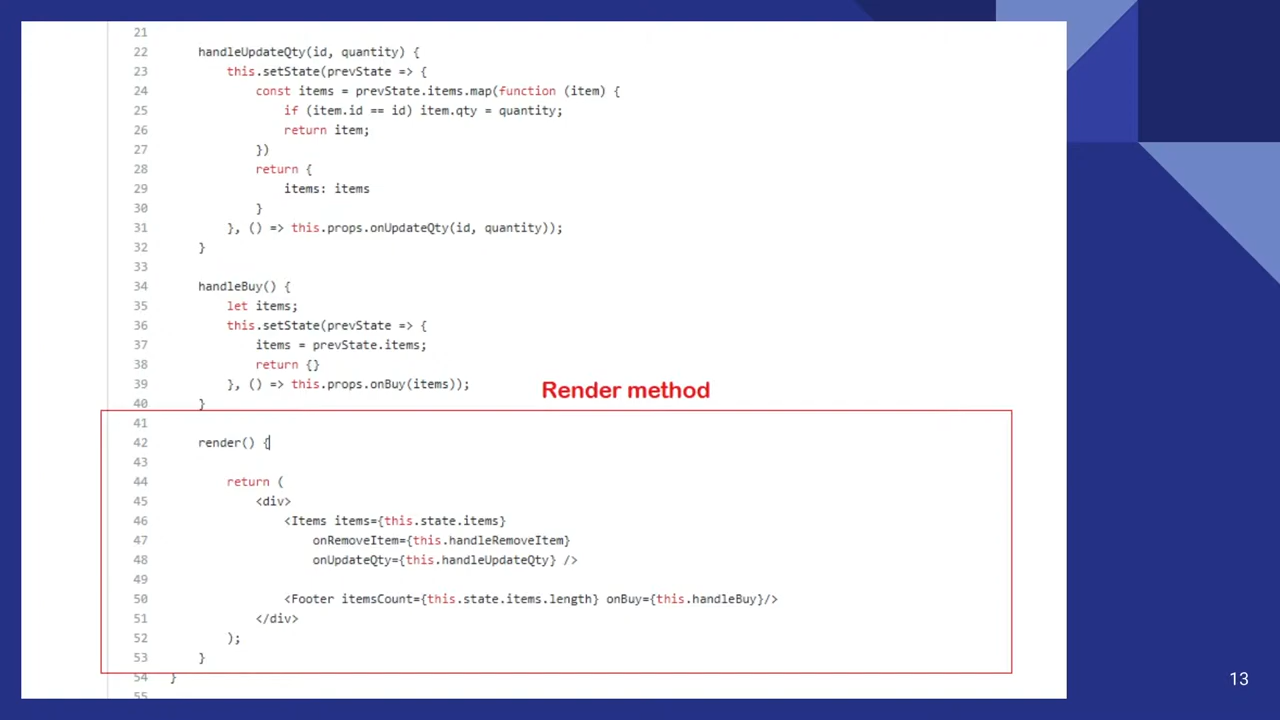 21
22 handleUpdateQty(id, quantity) {
23 this.setState(prevState => {
24 const items = prevState.items.map(function (item) {
25 if (item.id == id) item.qty = quantity;
26 return item;
27 })
28 return {
29 items: items
30 }
31 }, () => this.props.onUpdateQty(id, quantity));
32 }
33
34 handleBuy() {
35 let items;
36 this.setState(prevState => {
37 items = prevState.items;
38 return {}
39 }, () => this.props.onBuy(items));
Render method
40 }
41
42 render() {
43
44 return (
45 <div>
46 <Items items={this.state.items}
47 onRemoveItem={this.handleRemoveItem}
48 onUpdateQty={this.handleUpdateQty} />
49
50 <Footer itemsCount={this.state.items.length} onBuy={this.handleBuy}/>
51 </div>
52 );
53 }
54 }
55
13